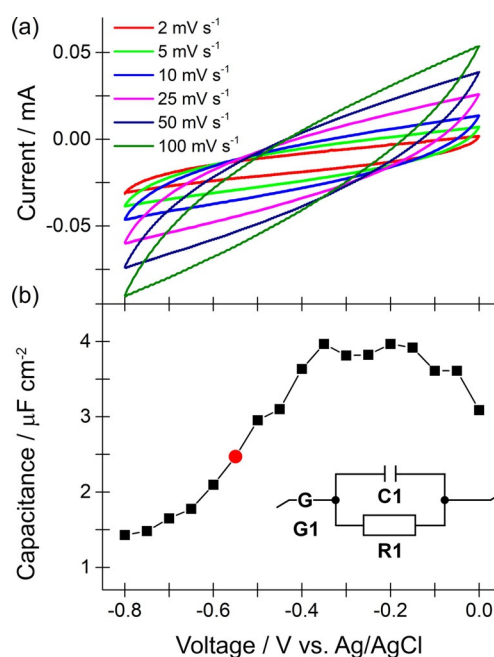 (a)
2 mV s⁻¹
5 mV s⁻¹
10 mV s⁻¹
25 mV s⁻¹
50 mV s⁻¹
100 mV s⁻¹
Current / mA
0.05
0.00
-0.05
(b)
Capacitance / μF cm⁻²
4
3
2
1
G
G1
C1
R1
-0.8 -0.6 -0.4 -0.2 0.0
Voltage / V vs. Ag/AgCl